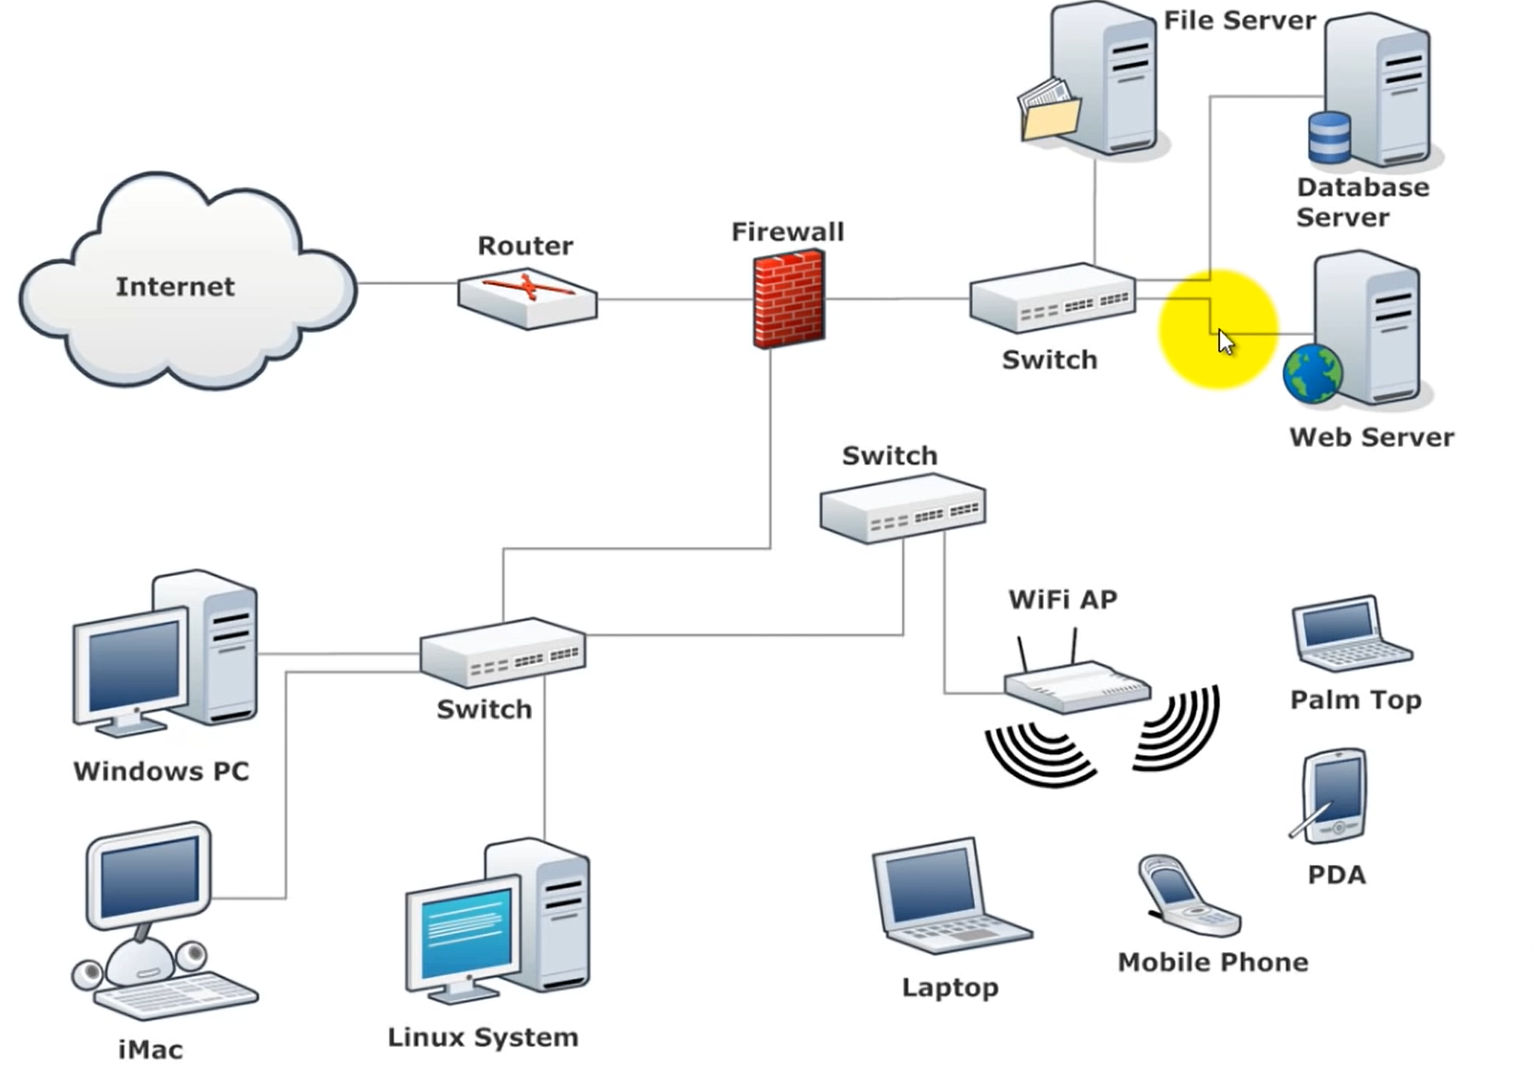 File Server
Database
Server
Firewall
Router
Internet
Switch
Web Server
Switch
WiFi AP
Palm Top
Switch
Windows PC
PDA
Mobile Phone
Laptop
Linux System
iMac